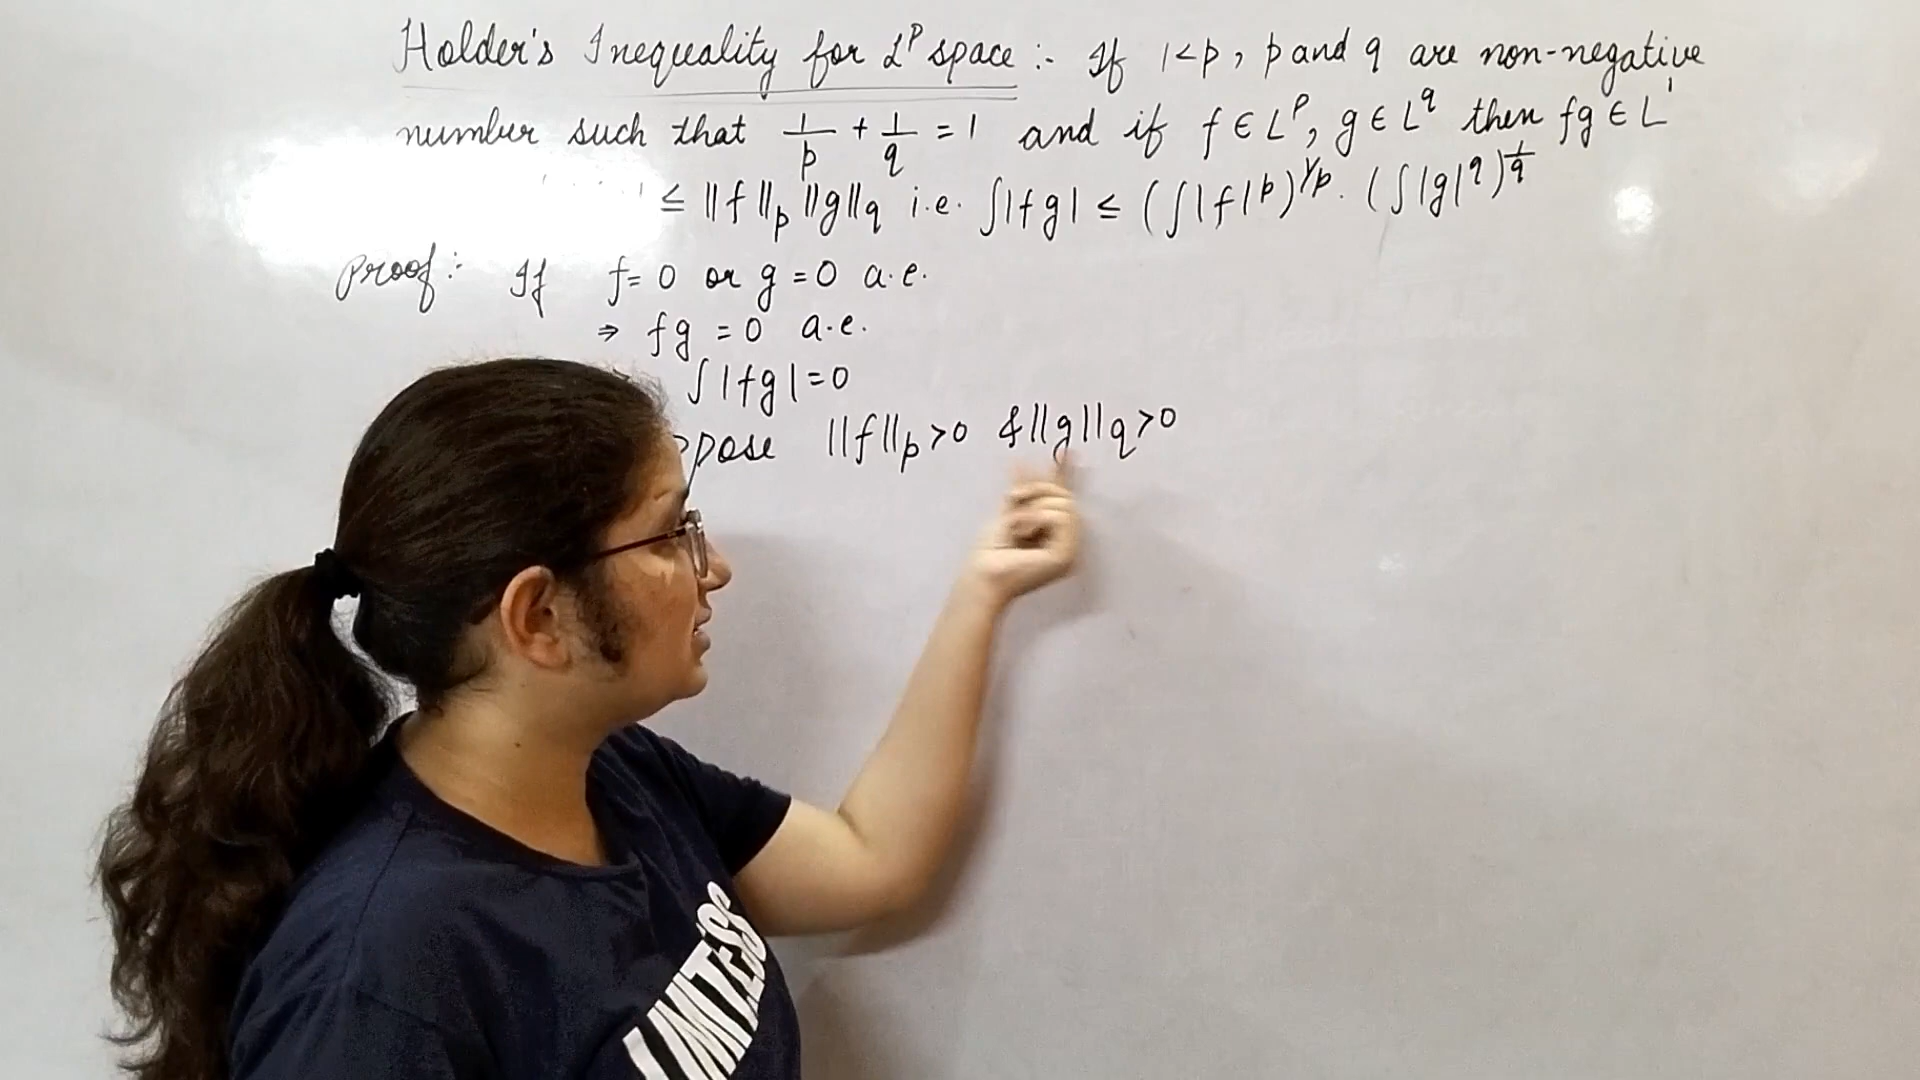 Holder's Inequality for L^p space :- If 1<p, p and q are non-negative
number such that 1/p + 1/q = 1 and if f ∈ L^p, g ∈ L^q then fg ∈ L^1
≤ ||f||_p ||g||_q i.e. ∫|fg| ≤ (∫|f|^p)^{1/p} . (∫|g|^q)^{1/q}
Proof :- If f=0 or g=0 a.e.
⇒ fg = 0 a.e.
∫|fg|=0
||f||_p>0 & ||g||_q>0